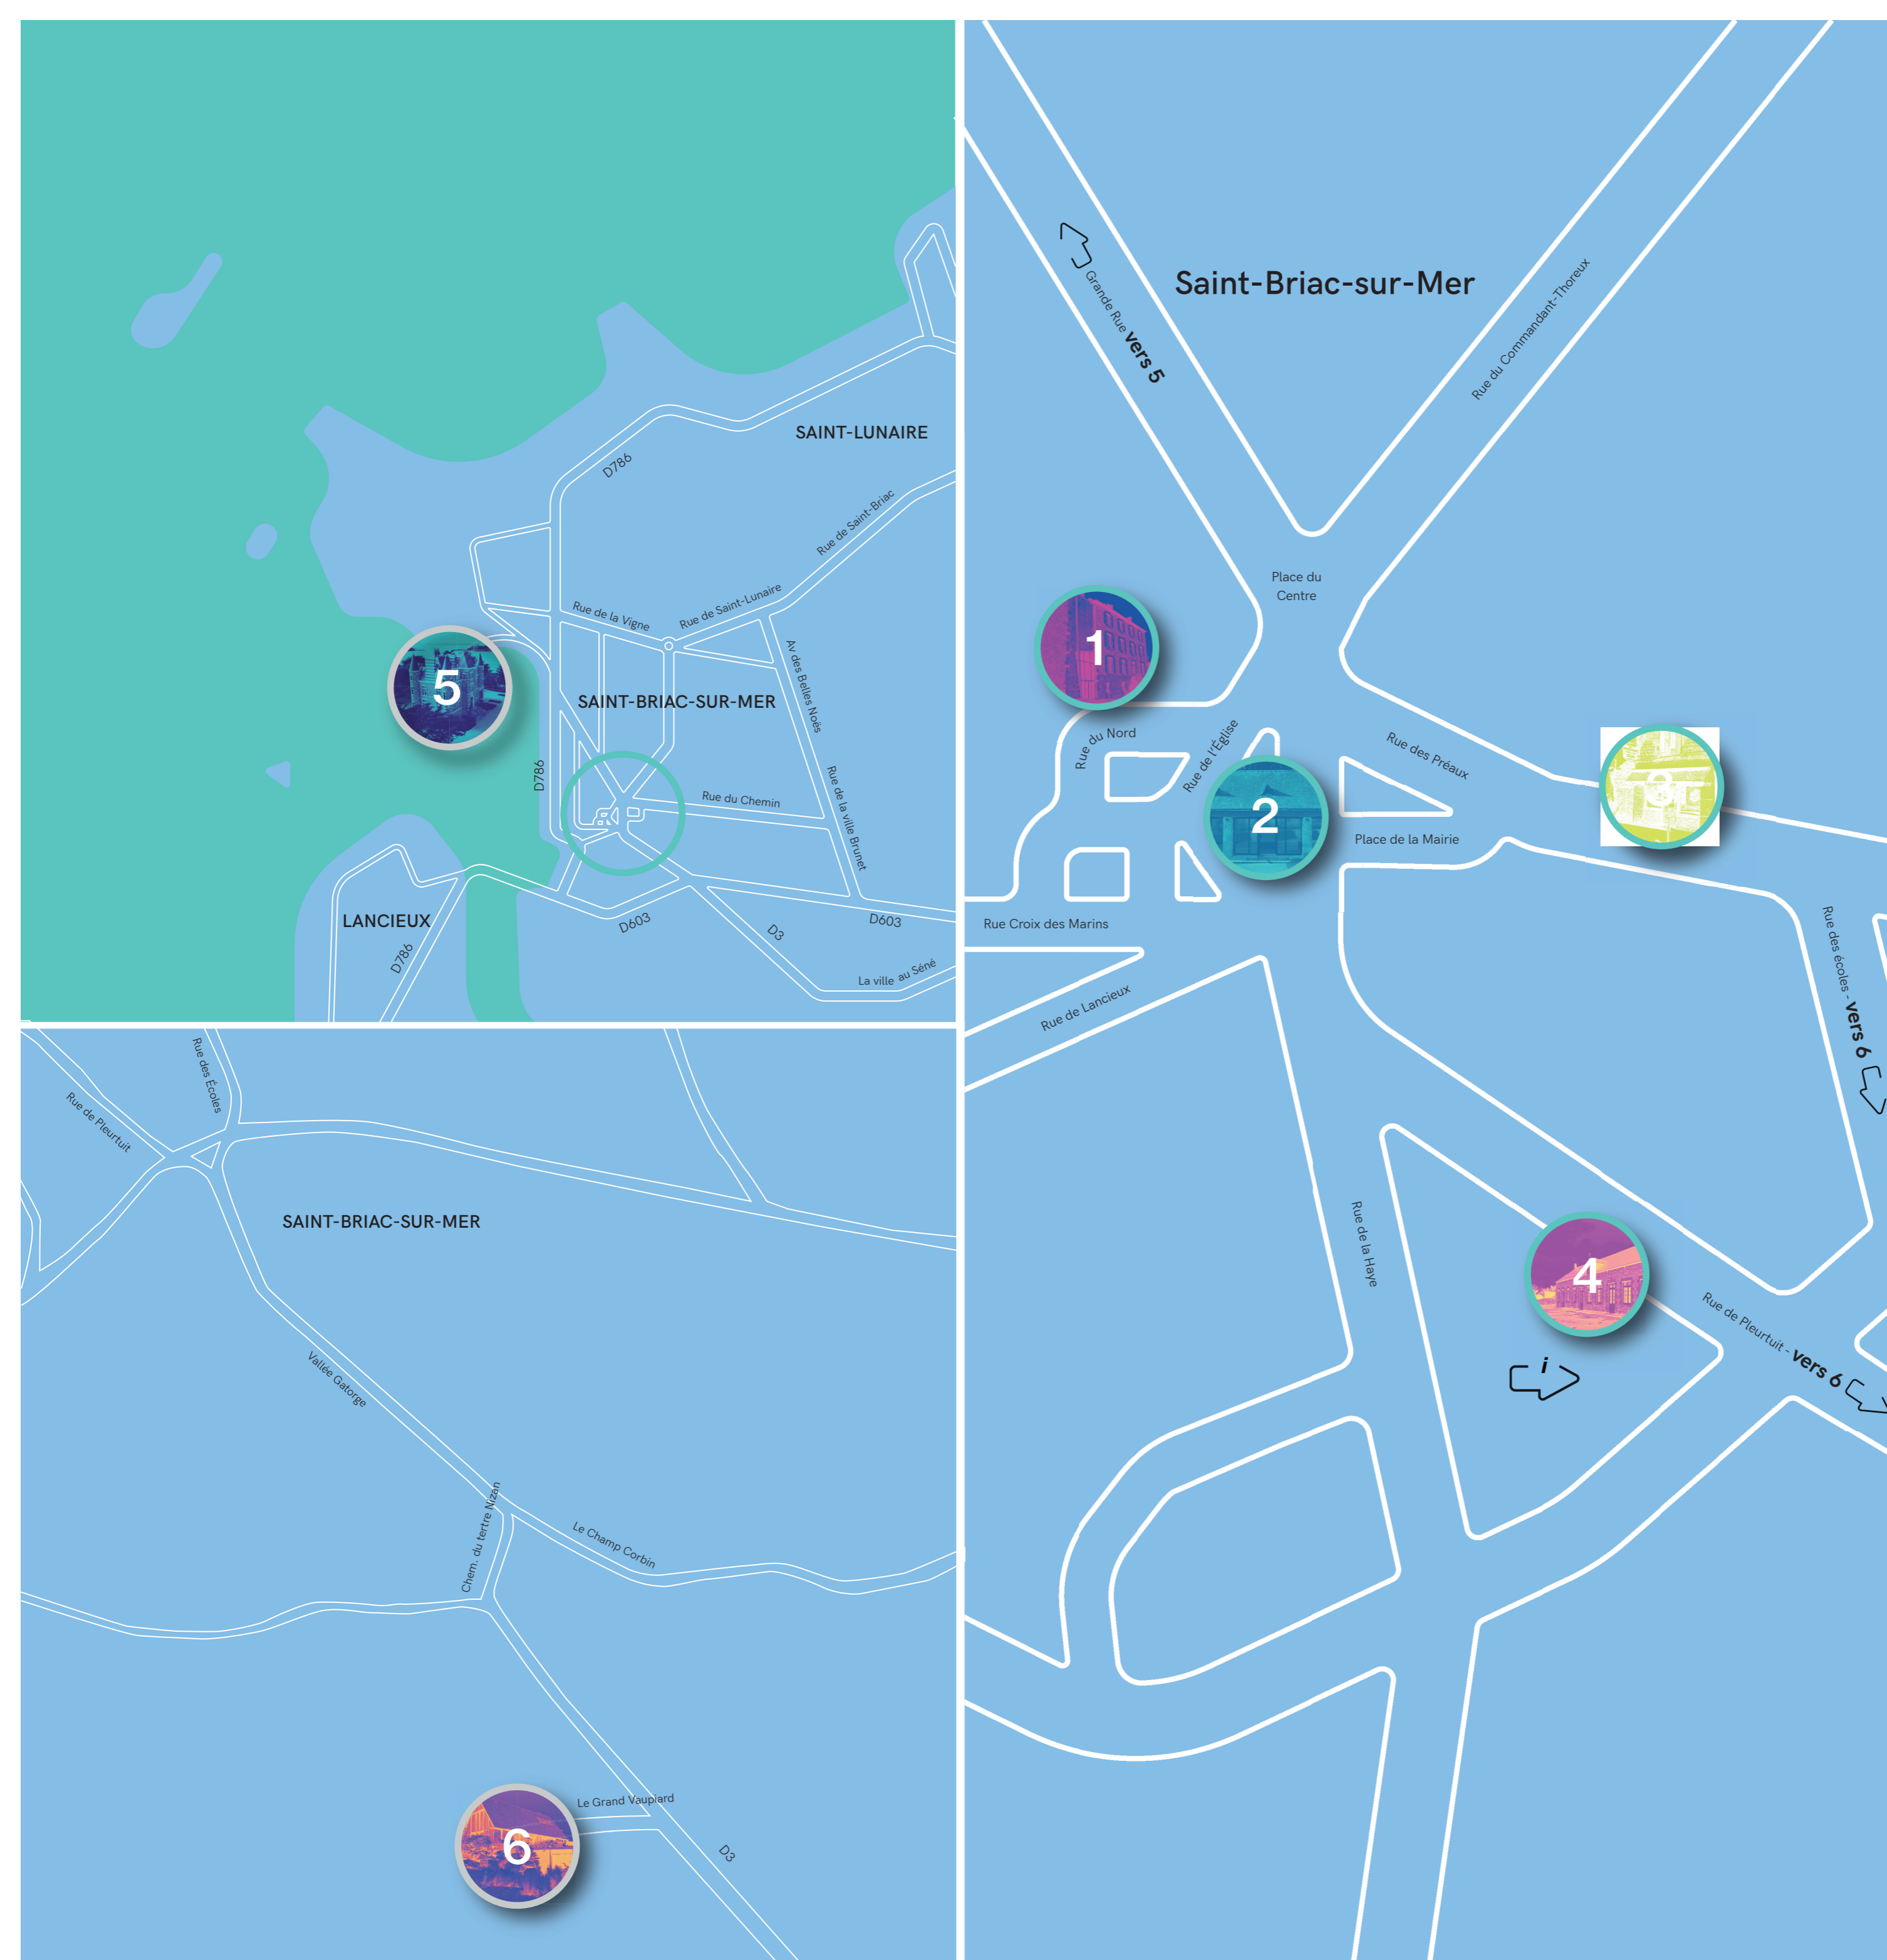 SAINT-LUNAIRE
D786
Rue de Saint-Briac
Rue de la Vigne
Rue de Saint-Lunaire
Av des Belles Noës
5
SAINT-BRIAC-SUR-MER
D786
Rue du Chemin
Rue de la ville Brunet
LANCIEUX
D786
D603
D3
D603
La ville au Séné
Rue des Écoles
Rue de Pleurtuit
SAINT-BRIAC-SUR-MER
Vallée Gatorge
Chem. du tertre Nizan
Le Champ Corbin
Le Grand Vaupiard
6
D3
Grande Rue vers 5
Saint-Briac-sur-Mer
Rue du Commandant-Thoreux
Place du
Centre
1
Rue du Nord
Rue de l'Église
Rue des Préaux
3
2
Place de la Mairie
Rue Croix des Marins
Rue de Lancieux
Rue des écoles - vers 6
Rue de la Haye
4
i
Rue de Pleurtuit - vers 6